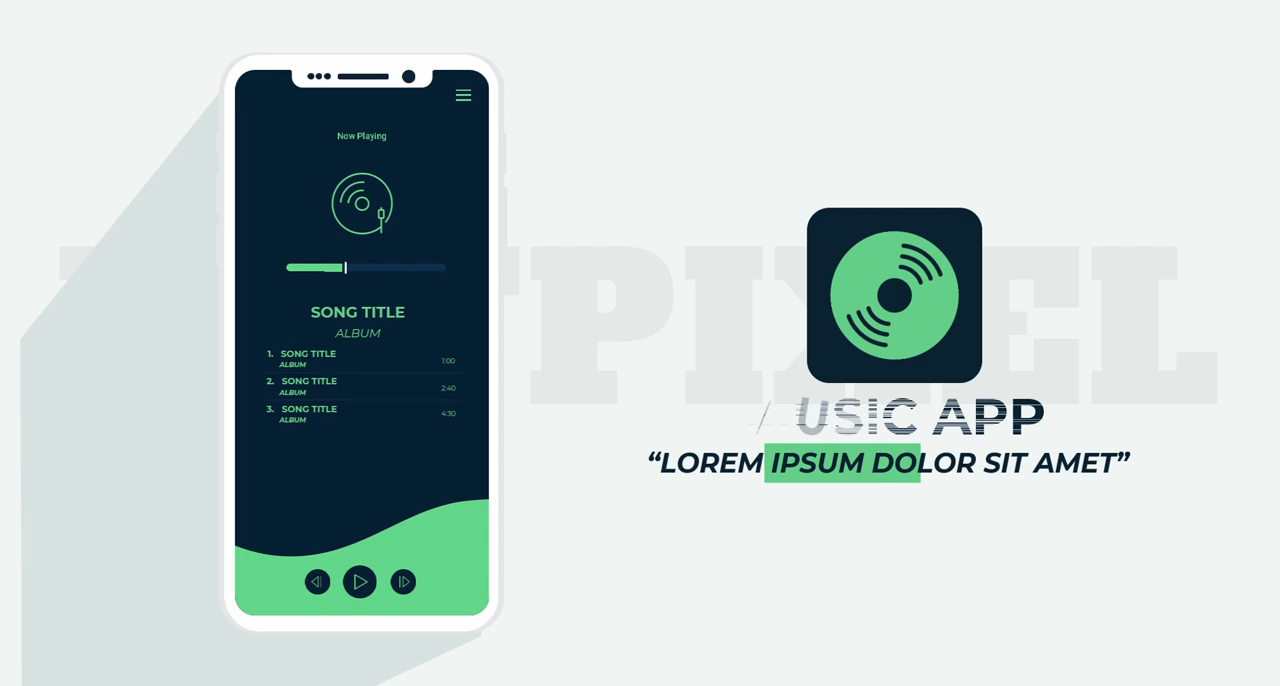 Now Playing
SONG TITLE
ALBUM
1. SONG TITLE
ALBUM
1:00
2. SONG TITLE
ALBUM
2:40
3. SONG TITLE
ALBUM
4:30
USIC APP
“LOREM IPSUM DOLOR SIT AMET”